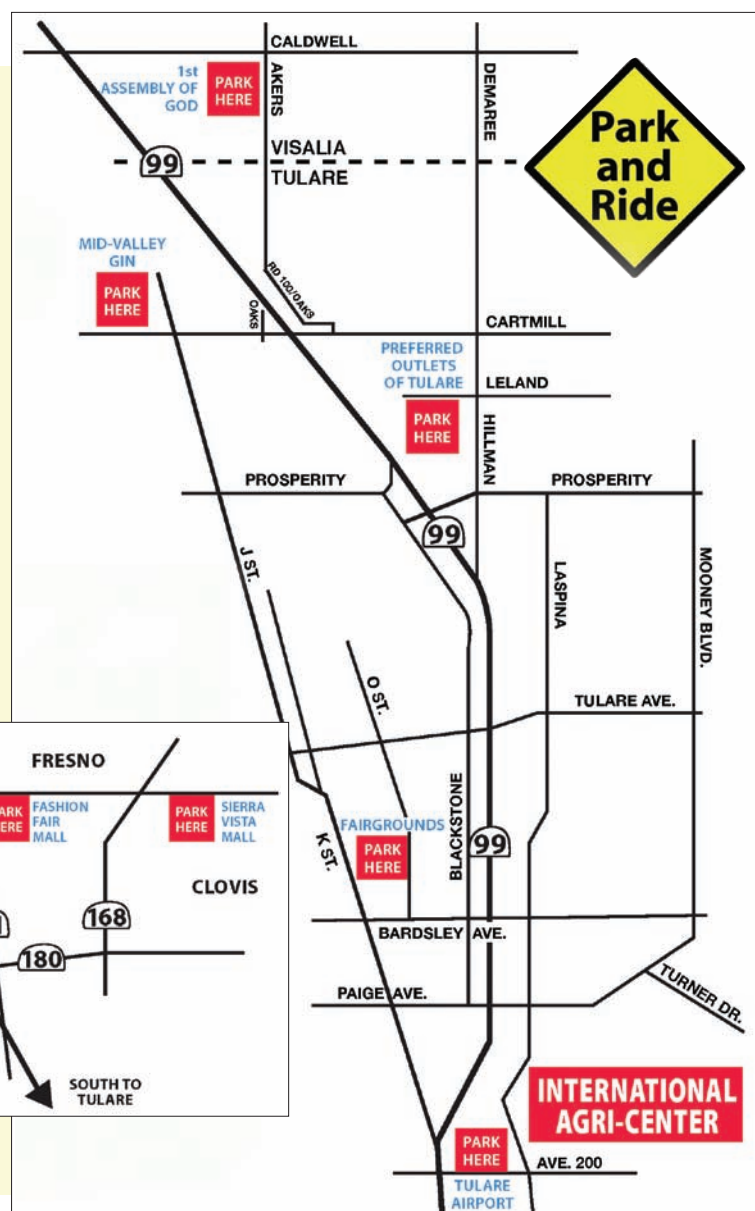 CALDWELL
1st
ASSEMBLY OF
GOD
PARK
HERE
AKERS
DEMAREE
Park
and
Ride
99
VISALIA
TULARE
MID-VALLEY
GIN
PARK
HERE
RD 100/OAKS
OAKS
CARTMILL
PREFERRED
OUTLETS
OF TULARE
LELAND
PARK
HERE
HILLMAN
PROSPERITY
PROSPERITY
99
J ST.
LASPINA
MOONEY BLVD.
O ST.
TULARE AVE.
FRESNO
FASHION
FAIR
MALL
PARK
HERE
SIERRA
VISTA
MALL
CLOVIS
168
180
SOUTH TO
TULARE
K ST.
FAIRGROUNDS
PARK
HERE
BLACKSTONE
99
BARDSLEY AVE.
PAIGE AVE.
TURNER DR.
INTERNATIONAL
AGRI-CENTER
PARK
HERE
AVE. 200
TULARE
AIRPORT